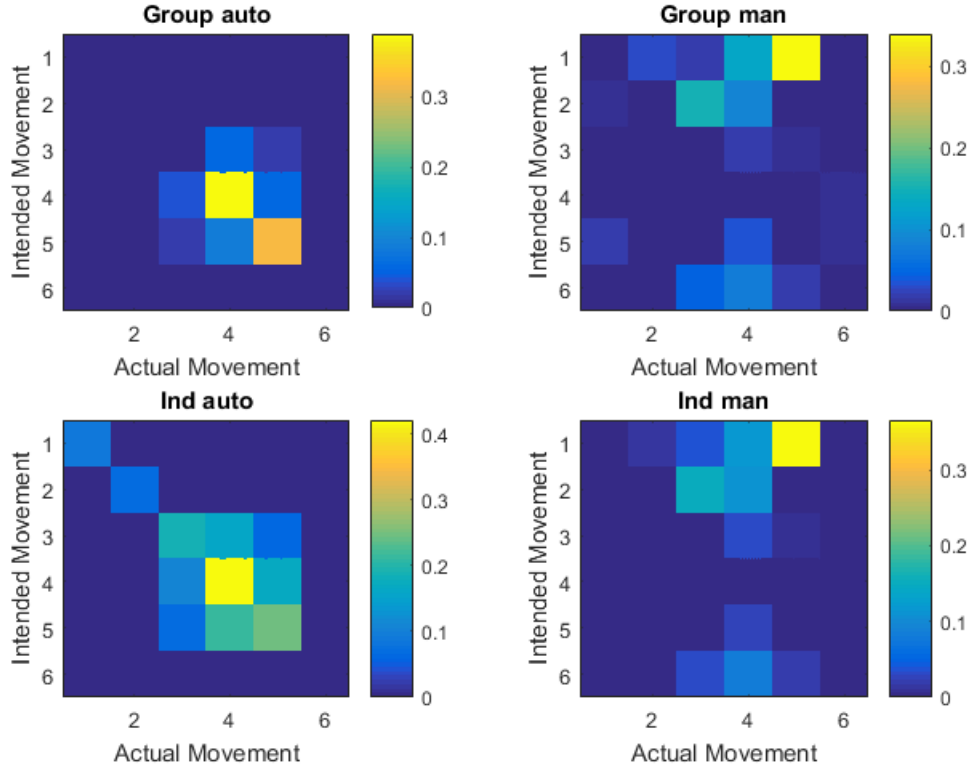 Group auto
Intended Movement
1
2
3
4
5
6
2 4 6
Actual Movement
0.3
0.2
0.1
0
Group man
Intended Movement
1
2
3
4
5
6
2 4 6
Actual Movement
0.3
0.2
0.1
0
Ind auto
Intended Movement
1
2
3
4
5
6
2 4 6
Actual Movement
0.4
0.3
0.2
0.1
0
Ind man
Intended Movement
1
2
3
4
5
6
2 4 6
Actual Movement
0.3
0.2
0.1
0